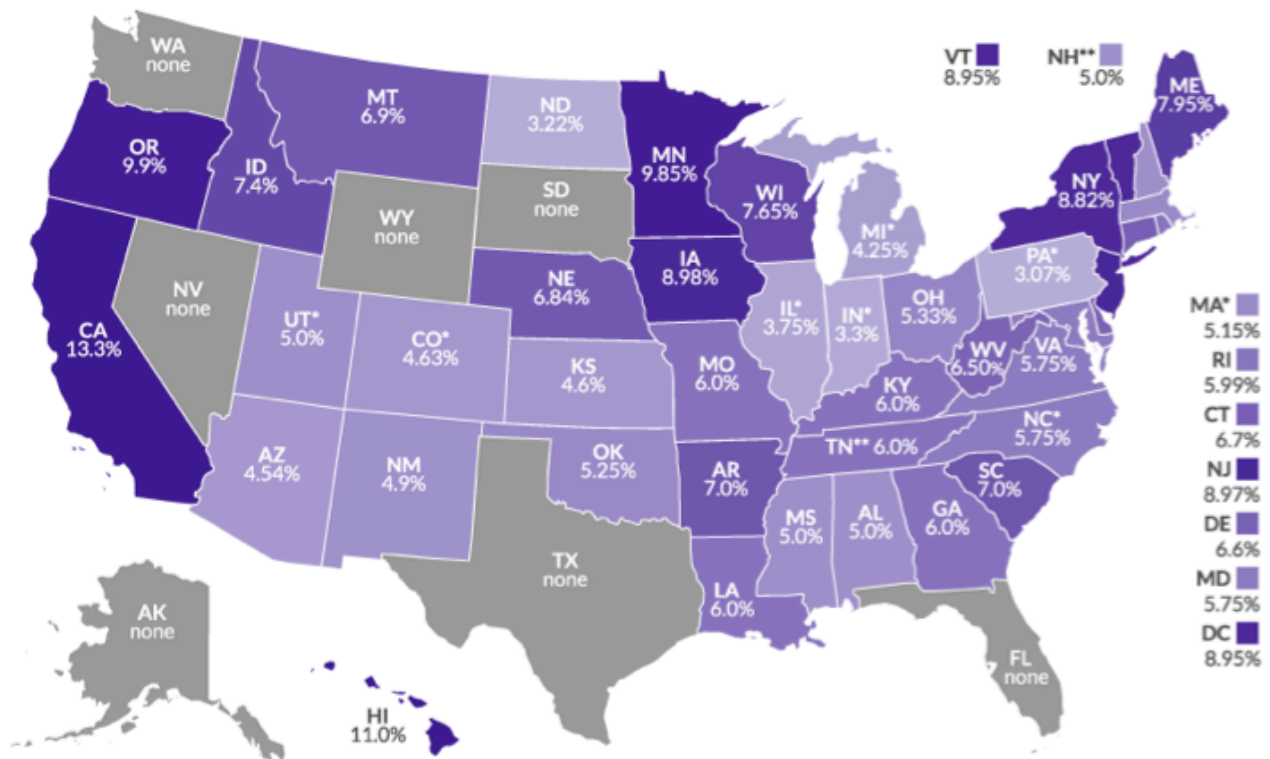 WA
none
VT
8.95%
NH**
5.0%
ME
7.95%
MT
6.9%
ND
3.22%
OR
9.9%
ID
7.4%
MN
9.85%
WI
7.65%
NY
8.82%
SD
none
WY
none
MI*
4.25%
IA
8.98%
PA*
3.07%
NE
6.84%
NV
none
UT*
5.0%
CO*
4.63%
CA
13.3%
IL*
3.75%
IN*
3.3%
OH
5.33%
MA*
5.15%
WV
6.50%
VA
5.75%
RI
5.99%
KS
4.6%
MO
6.0%
KY
6.0%
CT
6.7%
NC*
5.75%
TN** 6.0%
AZ
4.54%
NM
4.9%
OK
5.25%
AR
7.0%
SC
7.0%
NJ
8.97%
MS
5.0%
AL
5.0%
GA
6.0%
DE
6.6%
TX
none
LA
6.0%
MD
5.75%
AK
none
FL
none
DC
8.95%
HI
11.0%